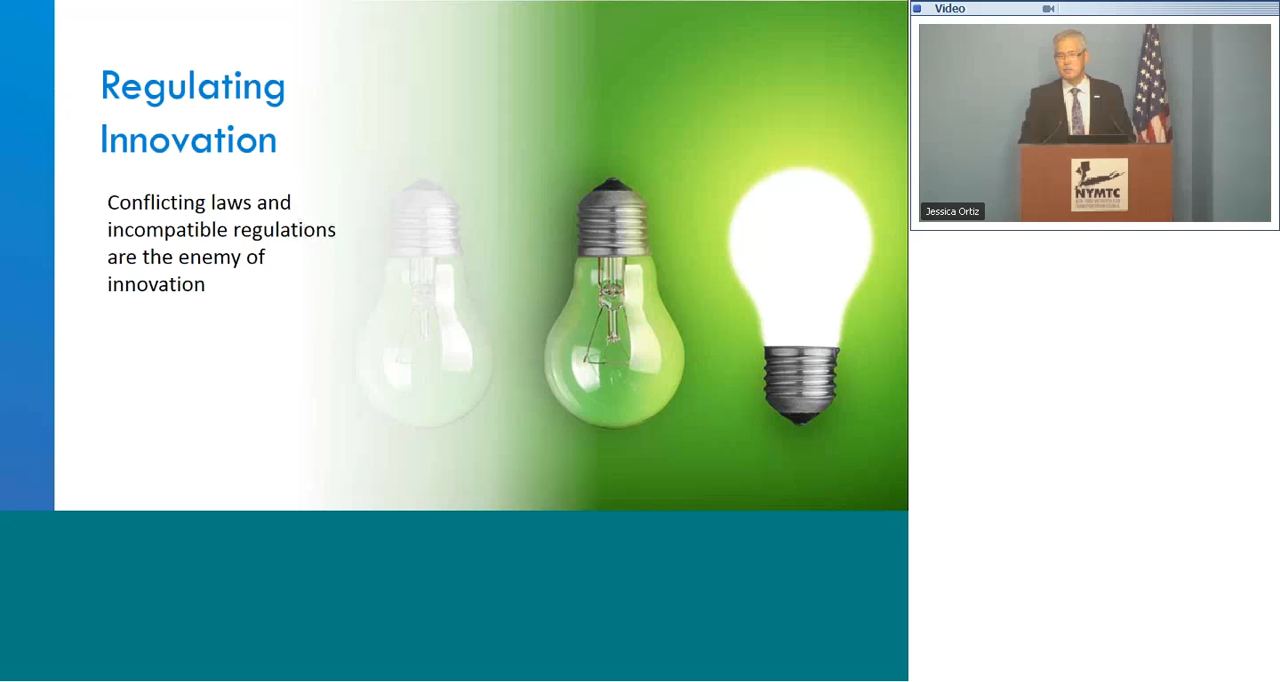 Regulating
Innovation
Conflicting laws and
incompatible regulations
are the enemy of
innovation
Video
Jessica Ortiz
NYMTC